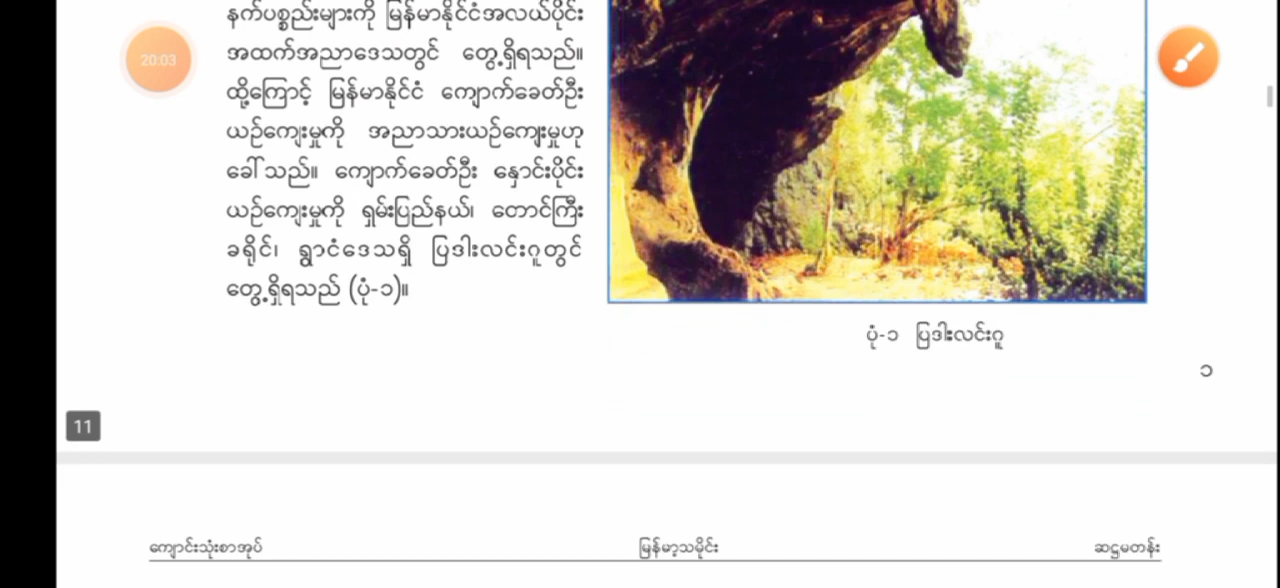 နက်ပစ္စည်းများကို မြန်မာနိုင်ငံအလယ်ပိုင်း
အထက်အညာဒေသတွင် တွေ့ရှိရသည်။
ထို့ကြောင့် မြန်မာနိုင်ငံ ကျောက်ခေတ်ဦး
ယဉ်ကျေးမှုကို အညာသားယဉ်ကျေးမှုဟု
ခေါ်သည်။ ကျောက်ခေတ်ဦး နှောင်းပိုင်း
ယဉ်ကျေးမှုကို ရှမ်းပြည်နယ်၊ တောင်ကြီး
ခရိုင်၊ ရွာငံဒေသရှိ ပြဒါးလင်းဂူတွင်
တွေ့ရှိရသည် (ပုံ-၁)။
20:03
ပုံ-၁ ပြဒါးလင်းဂူ
၁
11
ကျောင်းသုံးစာအုပ် မြန်မာ့သမိုင်း ဆဋ္ဌမတန်း